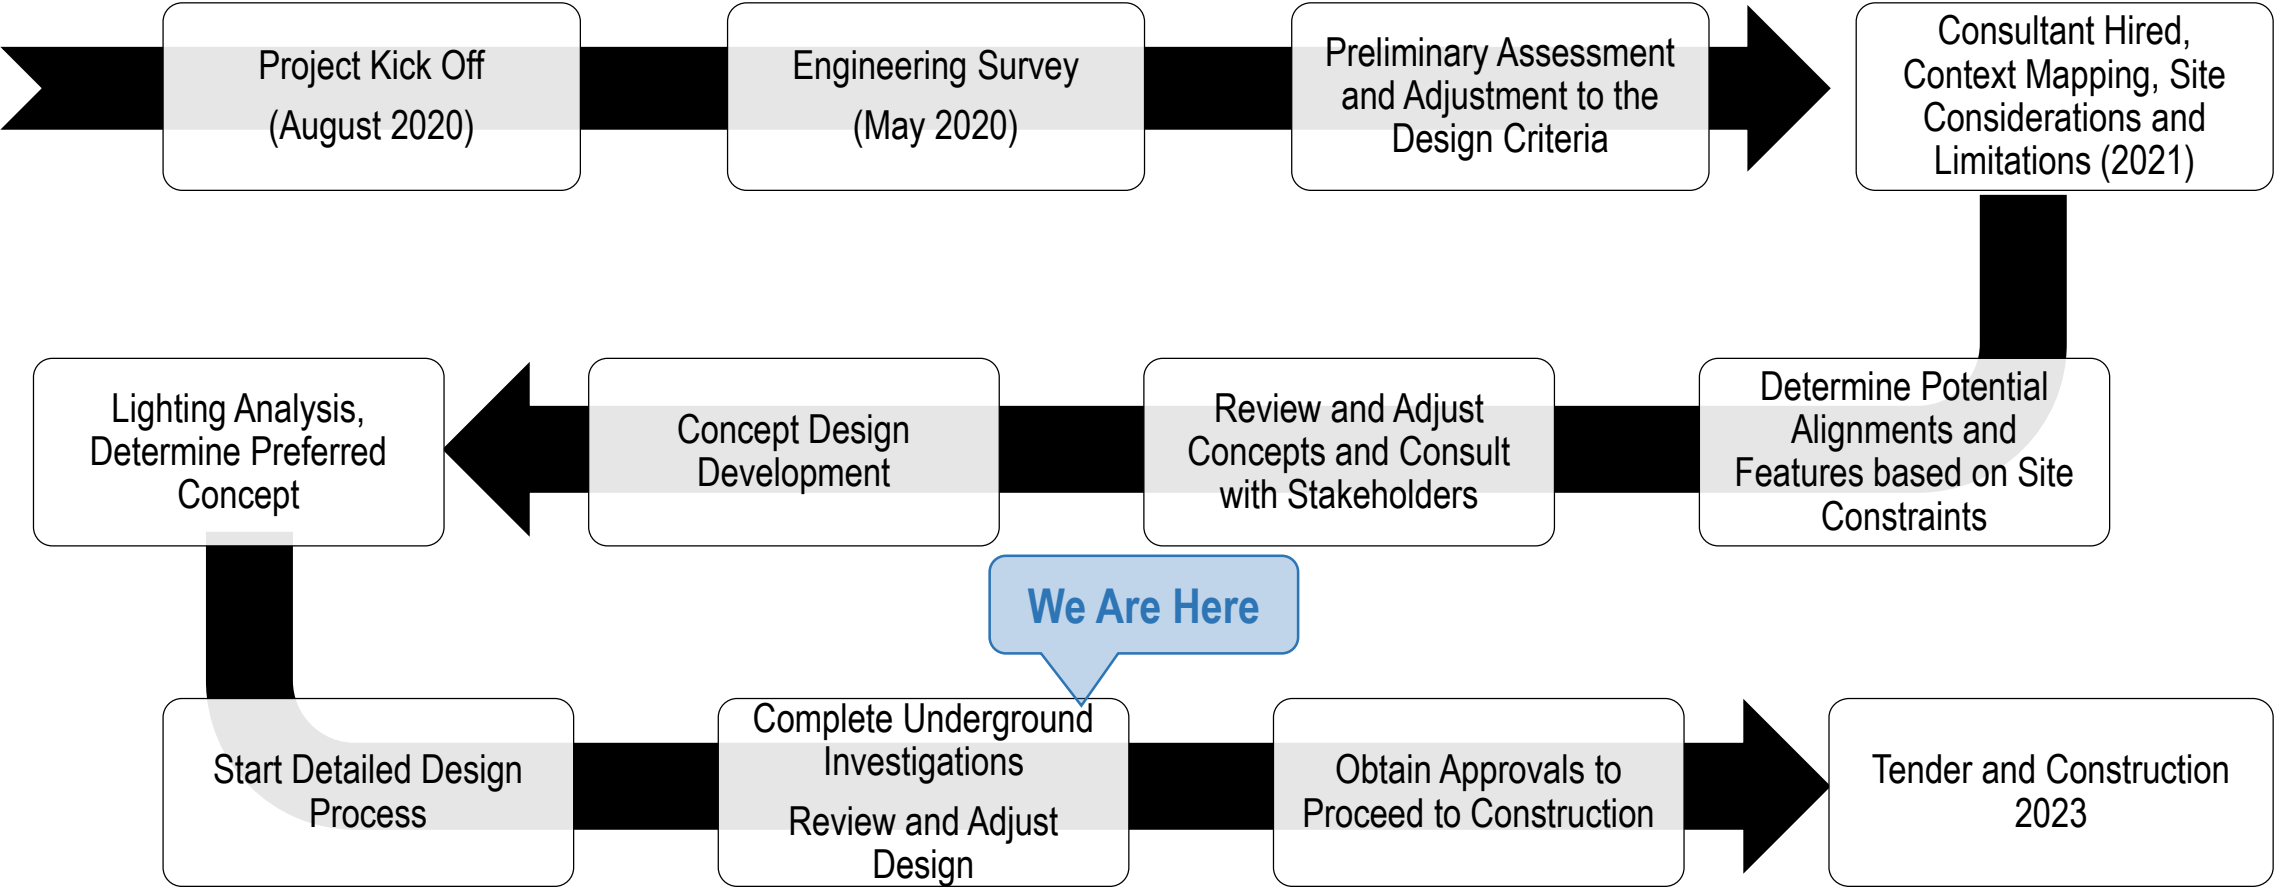 Project Kick Off
(August 2020)
Engineering Survey
(May 2020)
Preliminary Assessment
and Adjustment to the
Design Criteria
Consultant Hired,
Context Mapping, Site
Considerations and
Limitations (2021)
Determine Potential
Alignments and
Features based on Site
Constraints
Review and Adjust
Concepts and Consult
with Stakeholders
Concept Design
Development
Lighting Analysis,
Determine Preferred
Concept
We Are Here
Start Detailed Design
Process
Complete Underground
Investigations
Review and Adjust
Design
Obtain Approvals to
Proceed to Construction
Tender and Construction
2023